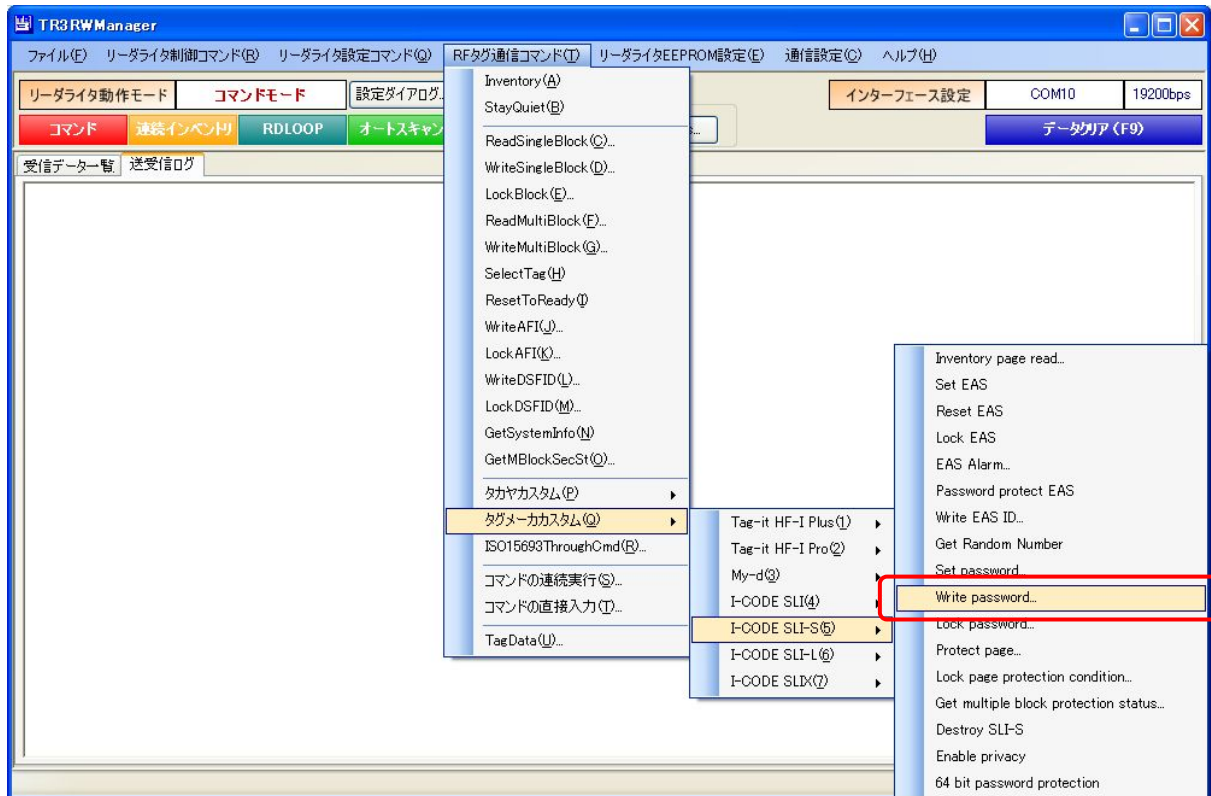 TR3RWManager
ファイル(F) リーダライタ制御コマンド(R) リーダライタ設定コマンド(Q) RFタグ通信コマンド(T) リーダライタEEPROM設定(E) 通信設定(C) ヘルプ(H)
リーダライタ動作モード コマンドモード 設定ダイアログ... インターフェース設定 COM10 19200bps
コマンド 連続インベントリ RDLOOP オートスキャン データクリア(F9)
受信データ一覧 送受信ログ
Inventory(A)
StayQuiet(B)
ReadSingleBlock(C)...
WriteSingleBlock(D)...
LockBlock(E)...
ReadMultiBlock(F)...
WriteMultiBlock(G)...
SelectTag(H)
ResetToReady(I)
WriteAFI(J)...
LockAFI(K)...
WriteDSFID(L)...
LockDSFID(M)...
GetSystemInfo(N)
GetMBlockSecSt(O)...
タカヤカスタム(P)
タグメーカカスタム(Q)
ISO15693ThroughCmd(R)...
コマンドの連続実行(S)...
コマンドの直接入力(T)...
TagData(U)...
Tag-it HF-I Plus(1)
Tag-it HF-I Pro(2)
My-d(3)
I-CODE SLI(4)
I-CODE SLI-S(5)
I-CODE SLI-L(6)
I-CODE SLIX(7)
Inventory page read...
Set EAS
Reset EAS
Lock EAS
EAS Alarm...
Password protect EAS
Write EAS ID...
Get Random Number
Set password...
Write password...
Lock password...
Protect page...
Lock page protection condition...
Get multiple block protection status...
Destroy SLI-S
Enable privacy
64 bit password protection